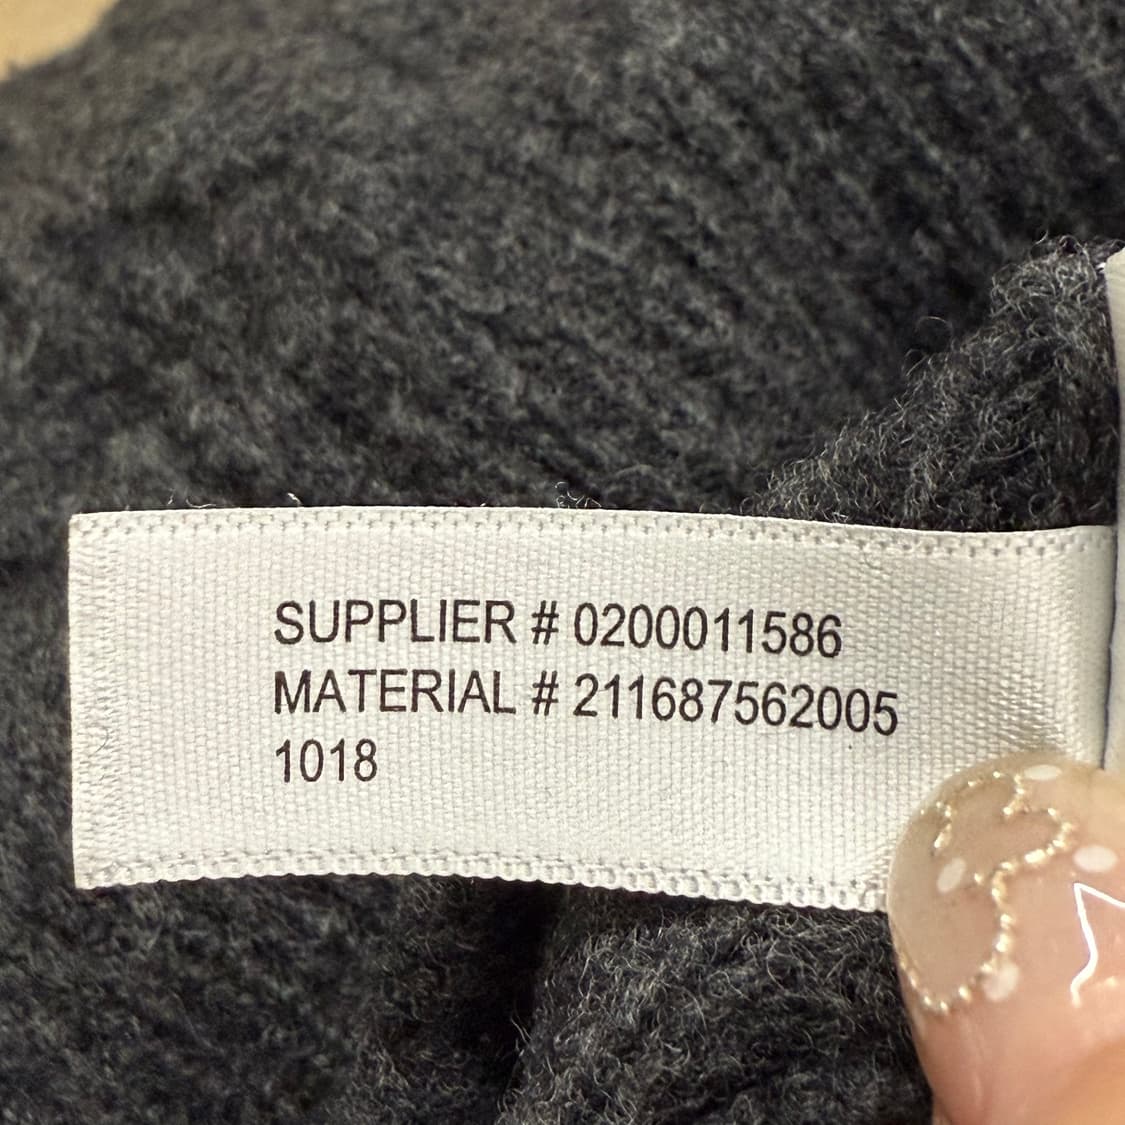 SUPPLIER # 0200011586
MATERIAL # 211687562005
1018